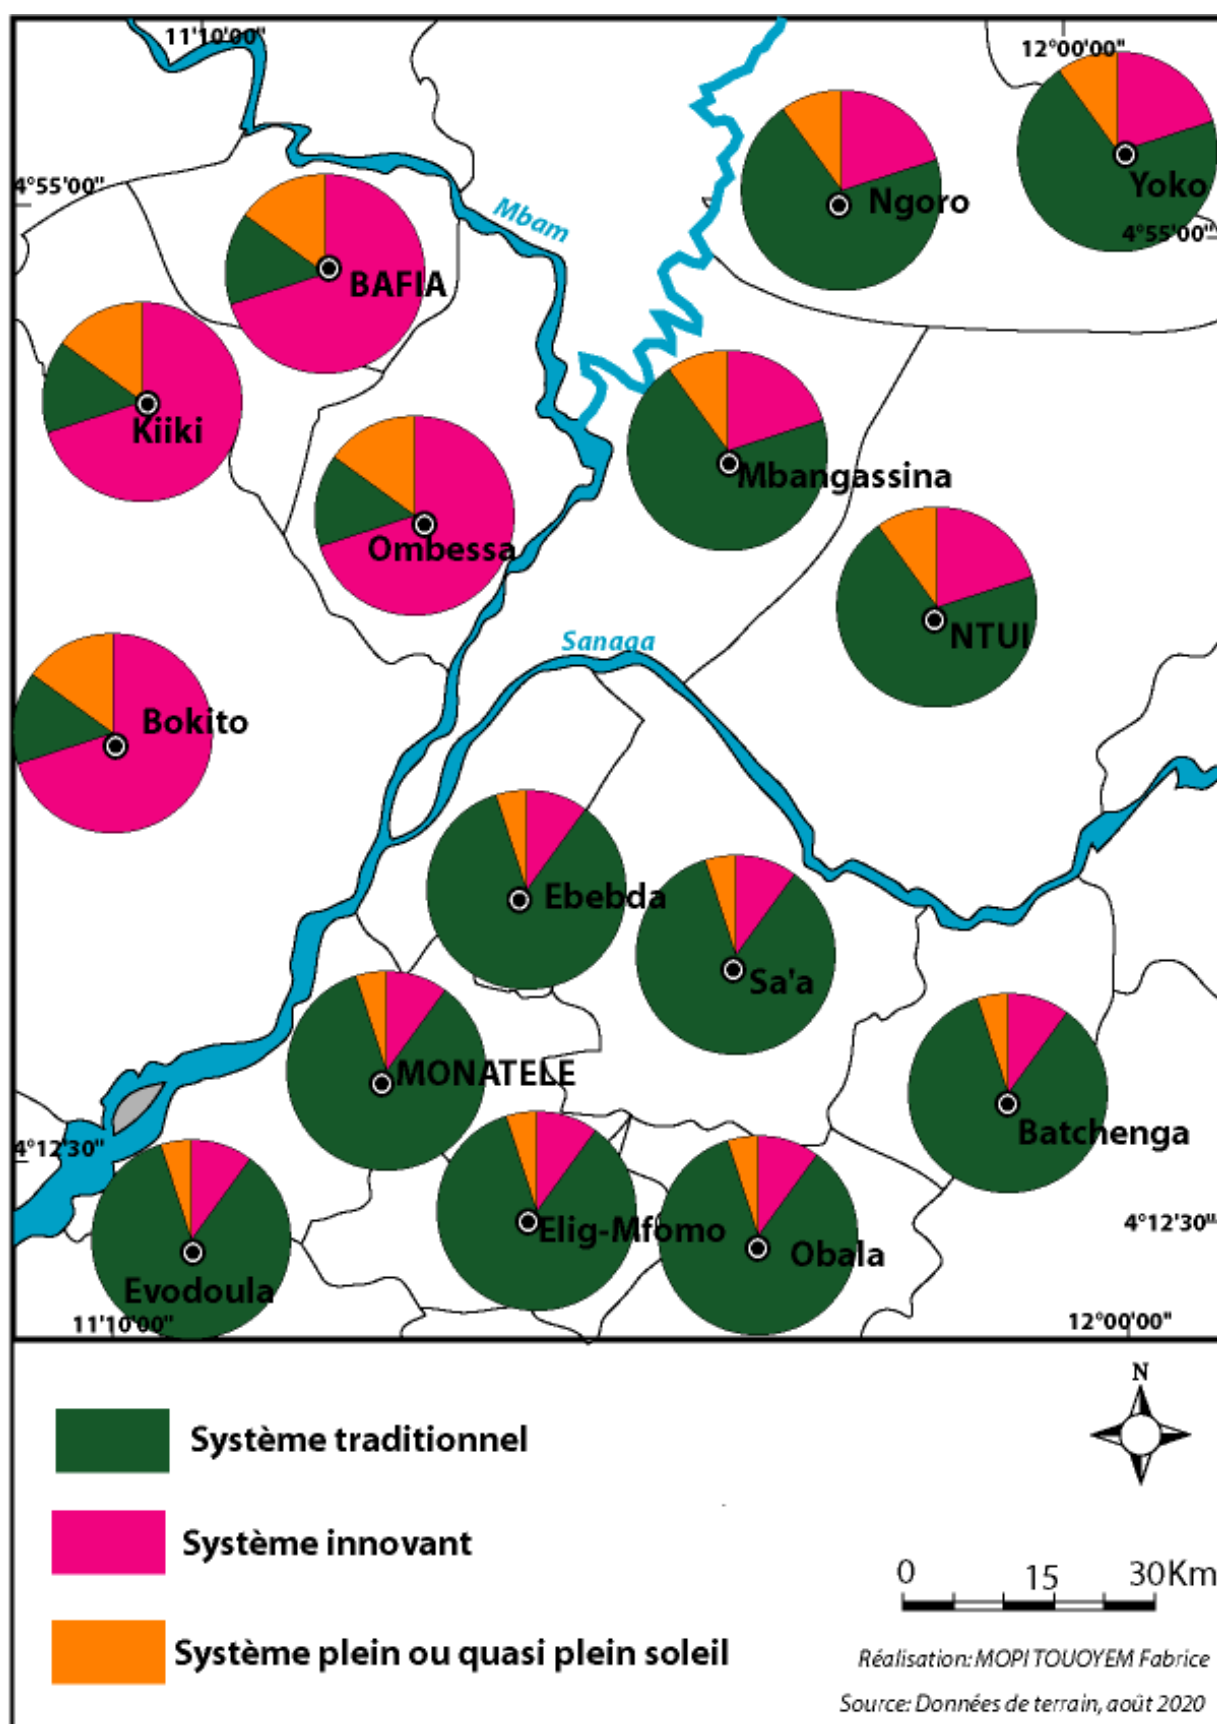 11'10'00"
12°00'00"
4°55'00"
Yoko
Ngoro
4°55'00"
Mbam
BAFIA
Kiiki
Mbangassina
Ombessa
NTUI
Sanaga
Bokito
Ebebda
Sa'a
MONATELE
Batchenga
4°12'30"
4°12'30"
Elig-Mfomo
Obala
Evodoula
11'10'00"
12°00'00"
N
Système traditionnel
Système innovant
0 15 30Km
Système plein ou quasi plein soleil
Réalisation: MOPI TOUOYEM Fabrice
Source: Données de terrain, août 2020